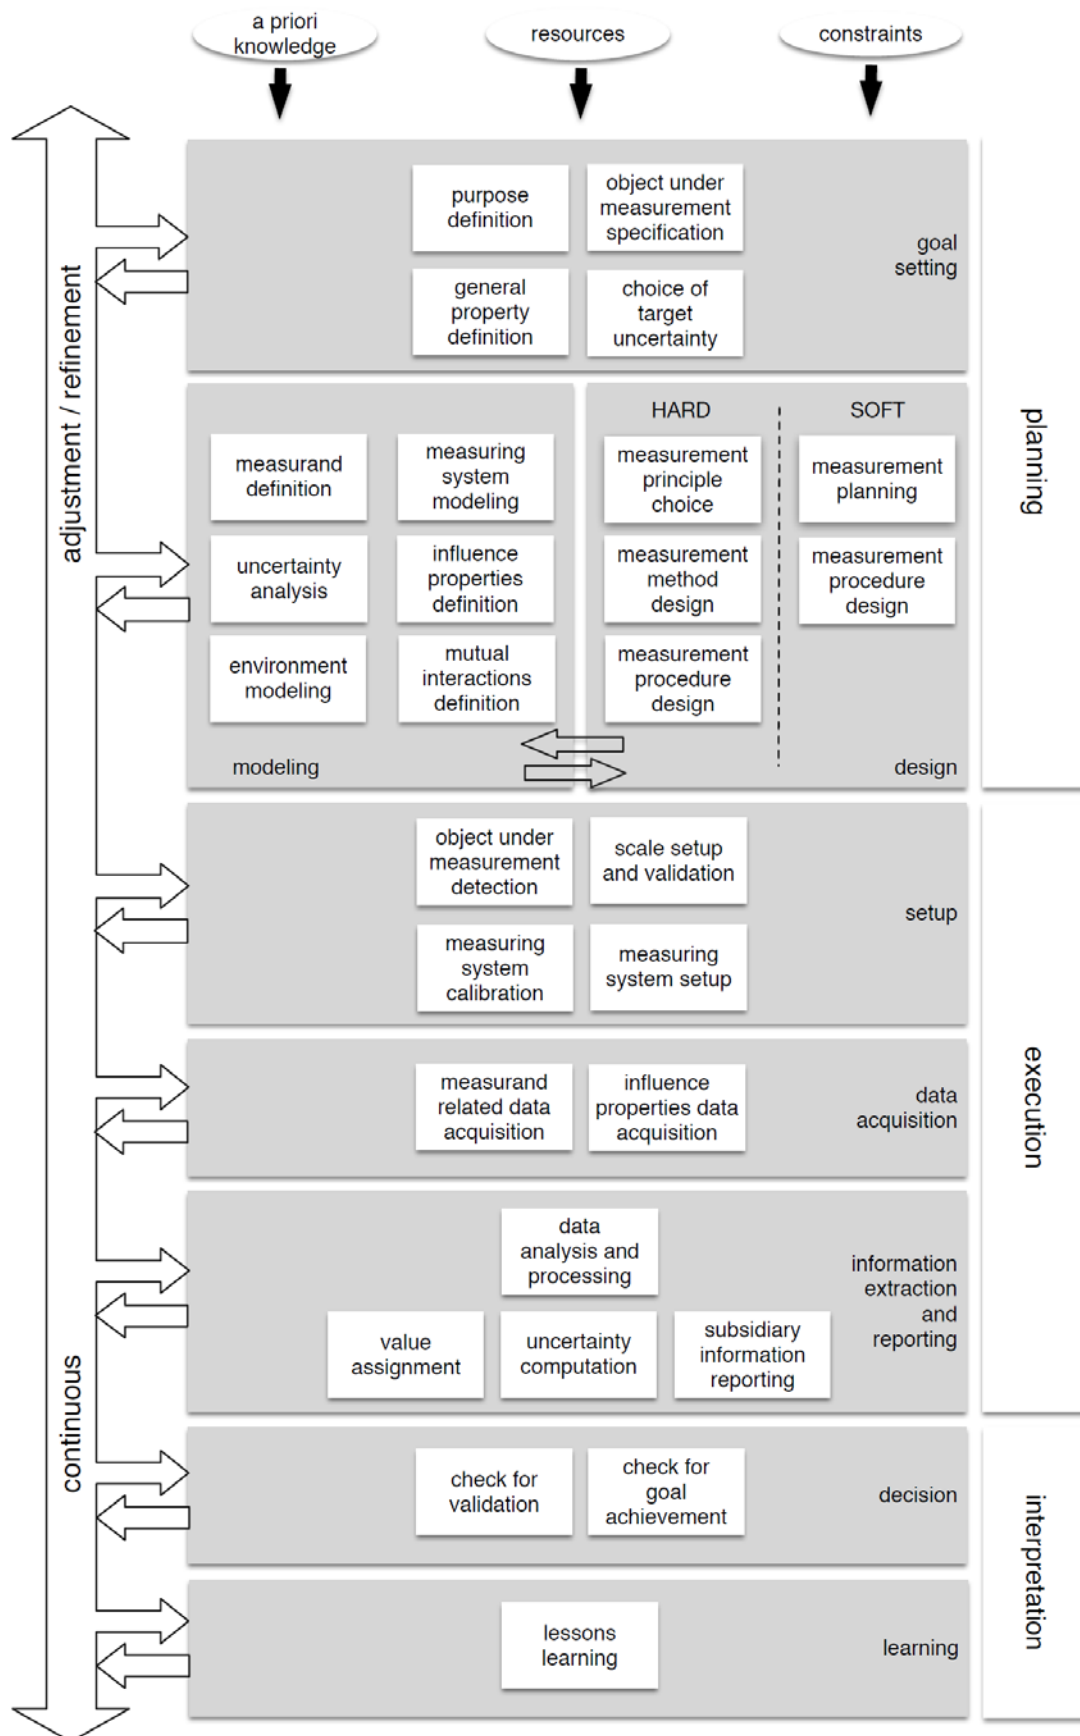 a priori
knowledge
resources
constraints
purpose
definition
object under
measurement
specification
general
property
definition
choice of
target
uncertainty
goal
setting
measurand
definition
measuring
system
modeling
uncertainty
analysis
influence
properties
definition
environment
modeling
mutual
interactions
definition
modeling
HARD
SOFT
measurement
principle
choice
measurement
planning
measurement
method
design
measurement
procedure
design
measurement
procedure
design
design
planning
object under
measurement
detection
scale setup
and validation
measuring
system
calibration
measuring
system setup
setup
measurand
related data
acquisition
influence
properties data
acquisition
data
acquisition
data
analysis and
processing
value
assignment
uncertainty
computation
subsidiary
information
reporting
information
extraction
and
reporting
execution
check for
validation
check for
goal
achievement
decision
lessons
learning
learning
interpretation
continuous
adjustment / refinement